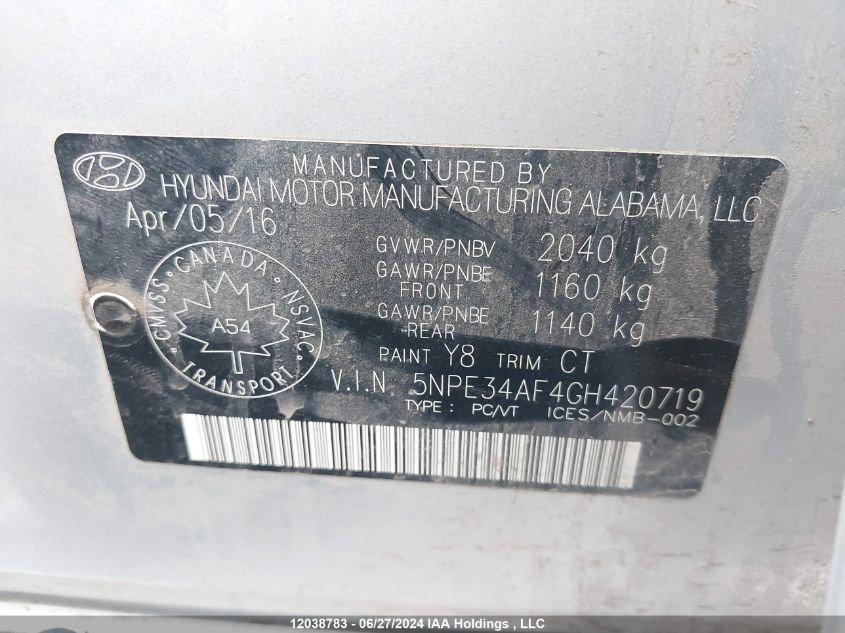 MANUFACTURED BY
HYUNDAI MOTOR MANUFACTURING ALABAMA, LLC
Apr/05/16
GVWR/PNBV 2040 kg
GAWR/PNBE FRONT 1160 kg
GAWR/PNBE REAR 1140 kg
CANADA
CMVSS NSVAC
A54
TRANSPORT
PAINT Y8 TRIM CT
V.I.N 5NPE34AF4GH420719
TYPE : PC/VT ICES/NMB-002
12038783 - 06/27/2024 IAA Holdings , LLC